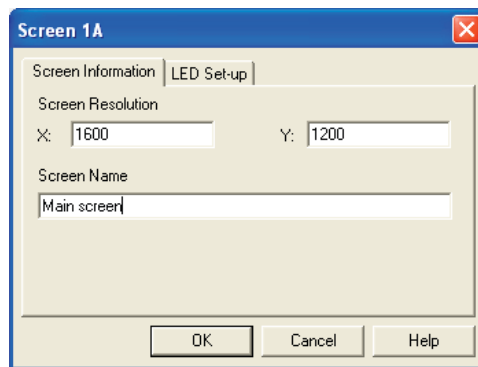 Screen 1A
Screen Information LED Set-up
Screen Resolution
X: 1600 Y: 1200
Screen Name
Main screen
OK Cancel Help